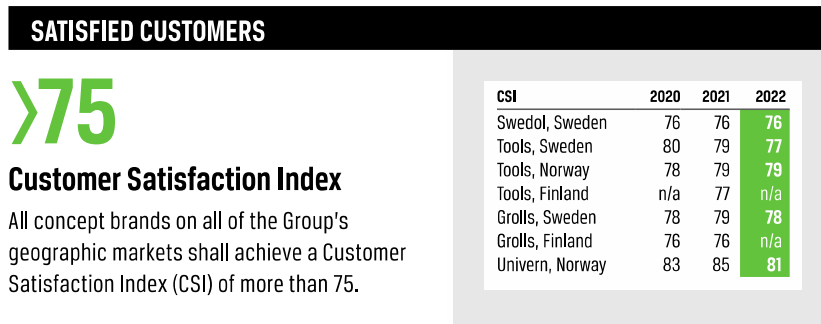 SATISFIED CUSTOMERS
>75
Customer Satisfaction Index
All concept brands on all of the Group's
geographic markets shall achieve a Customer
Satisfaction Index (CSI) of more than 75.
CSI 2020 2021 2022
Swedol, Sweden 76 76 76
Tools, Sweden 80 79 77
Tools, Norway 78 79 79
Tools, Finland n/a 77 n/a
Grolls, Sweden 78 79 78
Grolls, Finland 76 76 n/a
Univern, Norway 83 85 81